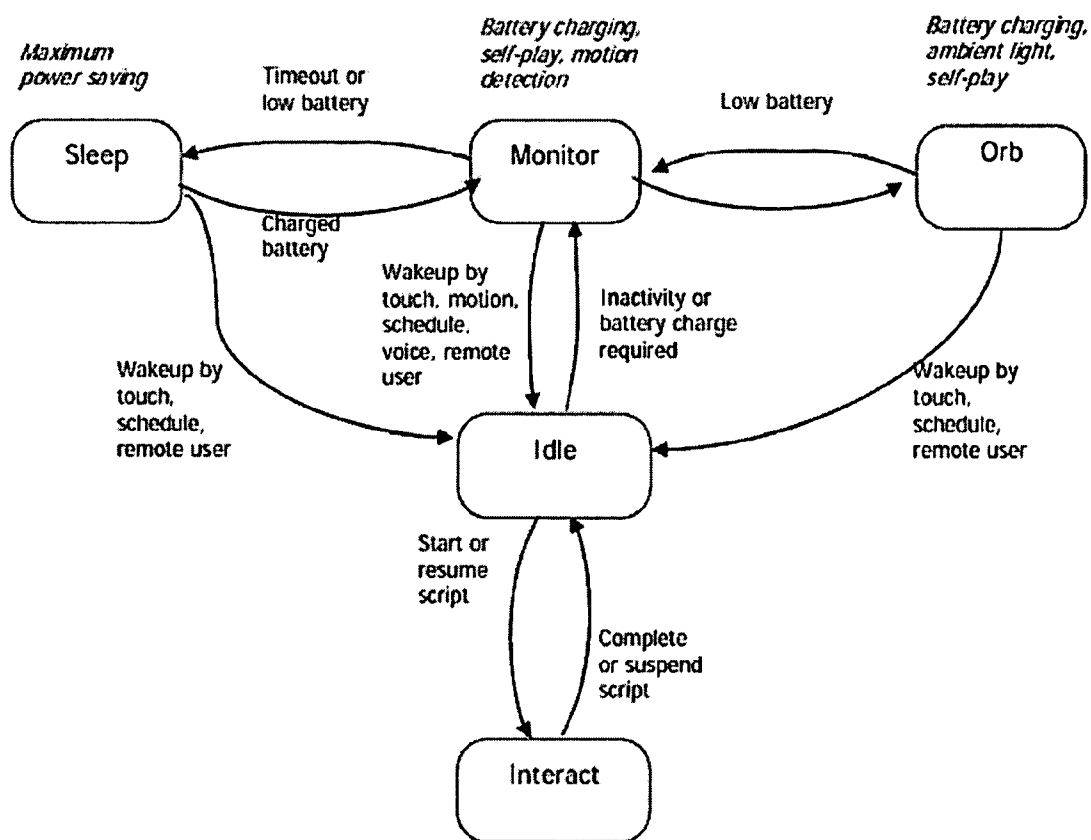 Maximum
power saving
Battery charging,
self-play, motion
detection
Battery charging,
ambient light,
self-play
Timeout or
low battery
Low battery
Sleep
Monitor
Orb
Charged
battery
Wakeup by
touch, motion,
schedule,
voice, remote
user
Inactivity or
battery charge
required
Wakeup by
touch,
schedule,
remote user
Wakeup by
touch,
schedule,
remote user
Idle
Start or
resume
script
Complete
or suspend
script
Interact